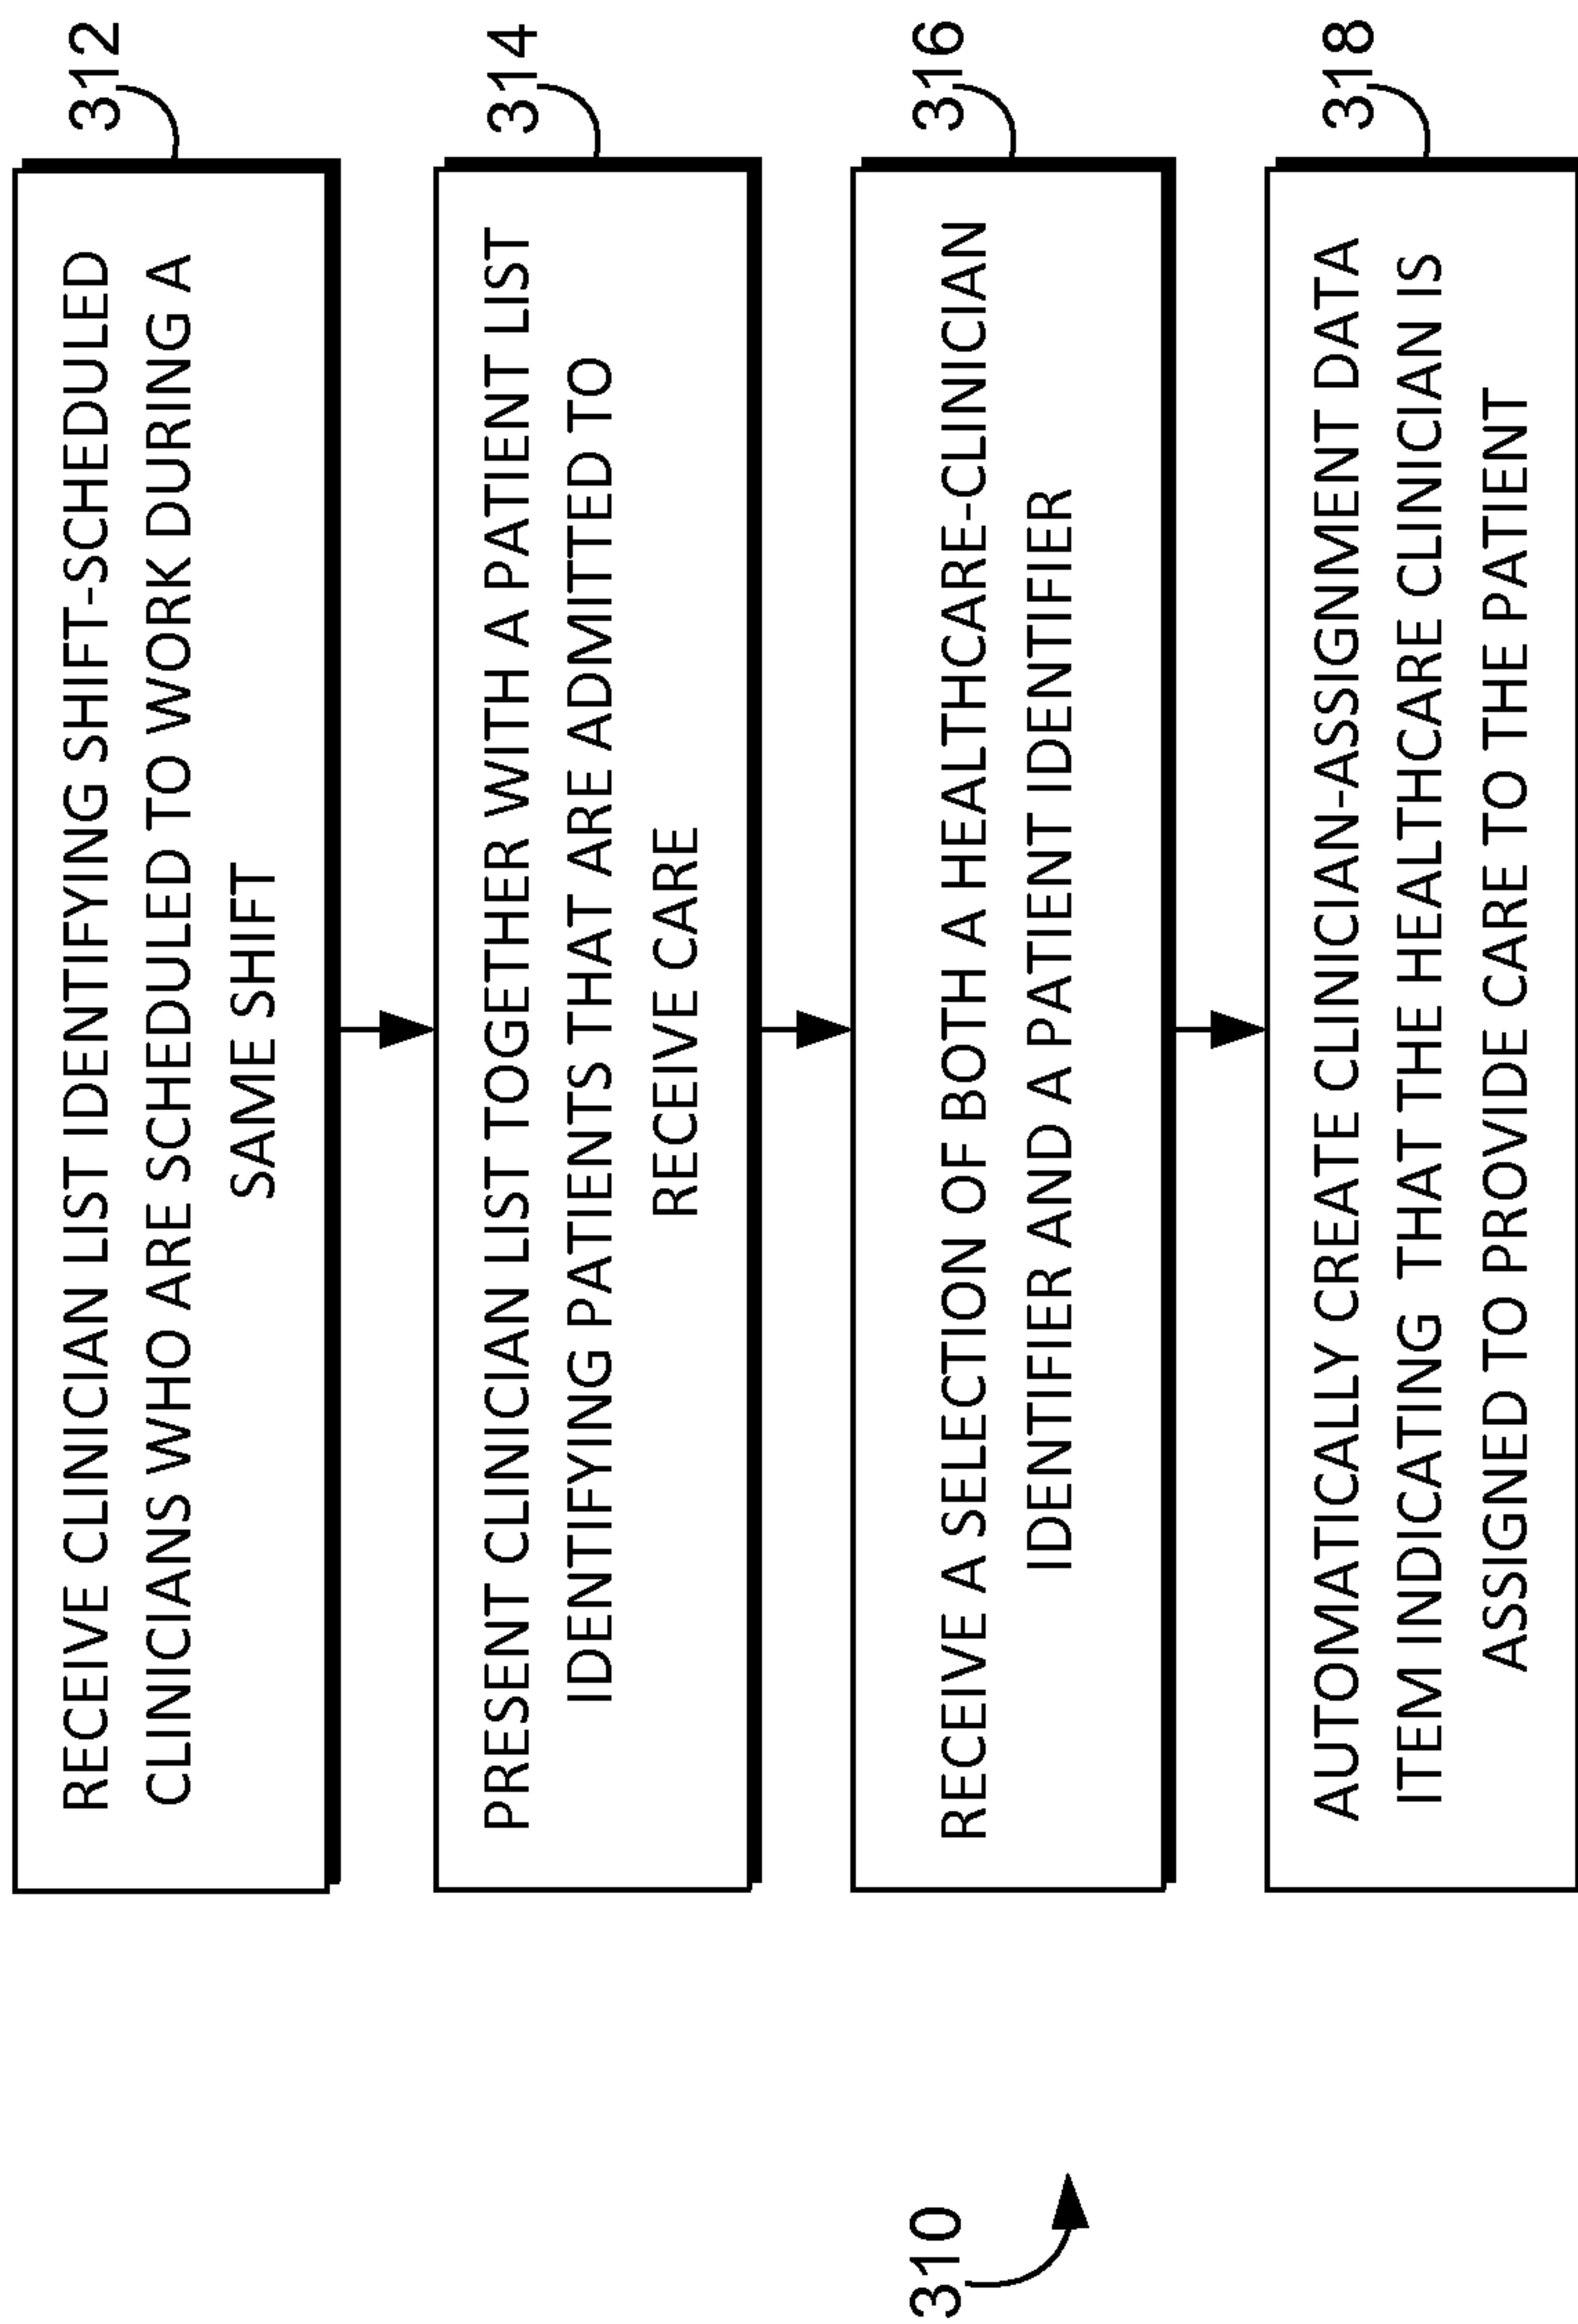 310
312
RECEIVE CLINICIAN LIST IDENTIFYING SHIFT-SCHEDULED
CLINICIANS WHO ARE SCHEDULED TO WORK DURING A
SAME SHIFT
314
PRESENT CLINICIAN LIST TOGETHER WITH A PATIENT LIST
IDENTIFYING PATIENTS THAT ARE ADMITTED TO
RECEIVE CARE
316
RECEIVE A SELECTION OF BOTH A HEALTHCARE-CLINICIAN
IDENTIFIER AND A PATIENT IDENTIFIER
318
AUTOMATICALLY CREATE CLINICIAN-ASSIGNMENT DATA
ITEM INDICATING THAT THE HEALTHCARE CLINICIAN IS
ASSIGNED TO PROVIDE CARE TO THE PATIENT